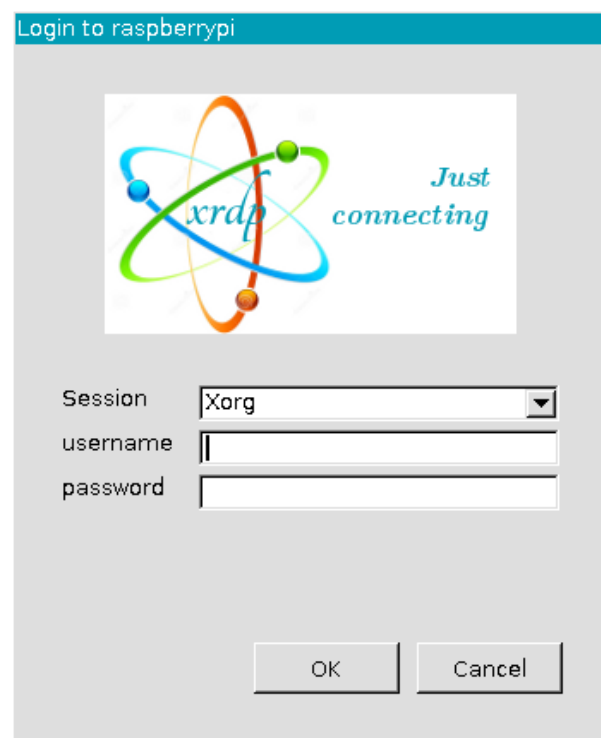 Login to raspberrypi
xrdp
Just
connecting
Session
Xorg
username
password
OK
Cancel